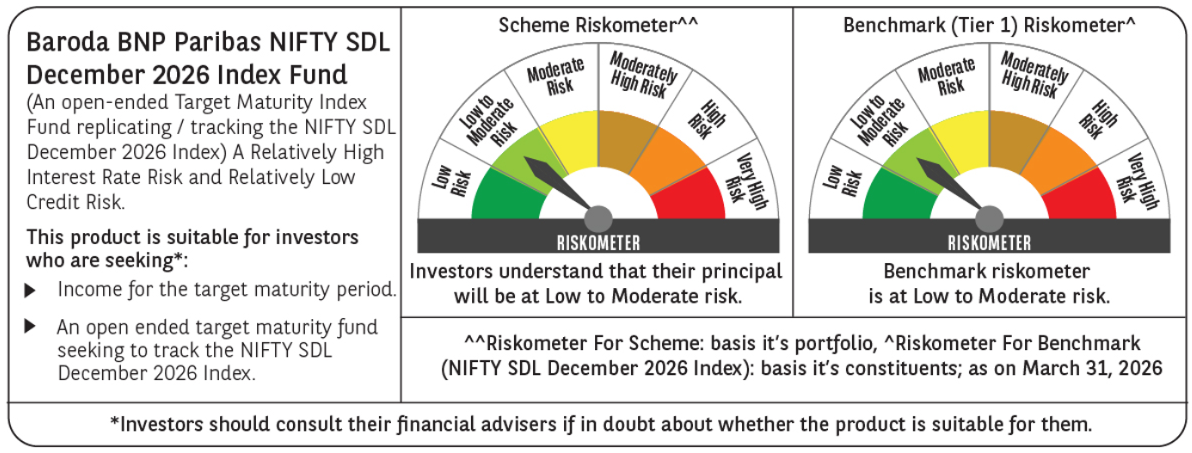 Baroda BNP Paribas NIFTY SDL
December 2026 Index Fund
(An open-ended Target Maturity Index
Fund replicating / tracking the NIFTY SDL
December 2026 Index) A Relatively High
Interest Rate Risk and Relatively Low
Credit Risk.
This product is suitable for investors
who are seeking*:
Income for the target maturity period.
An open ended target maturity fund
seeking to track the NIFTY SDL
December 2026 Index.
Scheme Riskometer^^
Low
Risk
Low to
Moderate
Risk
Moderate
Risk
Moderately
High Risk
High
Risk
Very High
Risk
RISKOMETER
Investors understand that their principal
will be at Low to Moderate risk.
Benchmark (Tier 1) Riskometer^
Low
Risk
Low to
Moderate
Risk
Moderate
Risk
Moderately
High Risk
High
Risk
Very High
Risk
RISKOMETER
Benchmark riskometer
is at Low to Moderate risk.
^^Riskometer For Scheme: basis it's portfolio, ^Riskometer For Benchmark
(NIFTY SDL December 2026 Index): basis it's constituents; as on March 31, 2026
*Investors should consult their financial advisers if in doubt about whether the product is suitable for them.